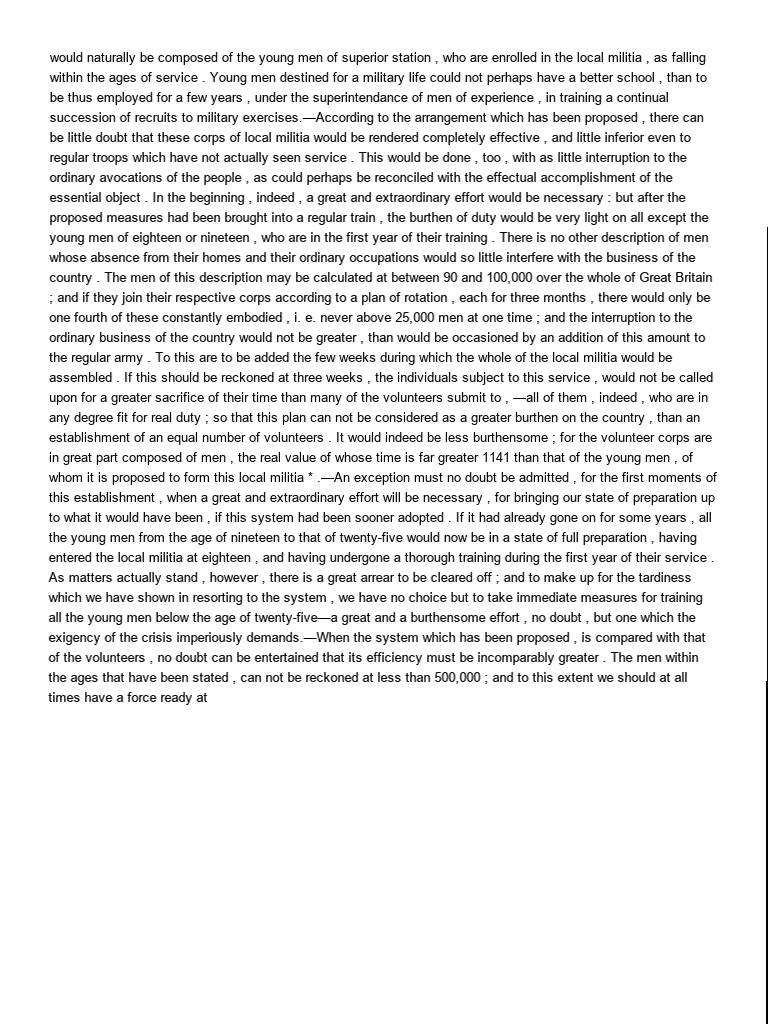 would naturally be composed of the young men of superior station , who are enrolled in the local militia , as falling
within the ages of service . Young men destined for a military life could not perhaps have a better school , than to
be thus employed for a few years , under the superintendance of men of experience , in training a continual
succession of recruits to military exercises.—According to the arrangement which has been proposed , there can
be little doubt that these corps of local militia would be rendered completely effective , and little inferior even to
regular troops which have not actually seen service . This would be done , too , with as little interruption to the
ordinary avocations of the people , as could perhaps be reconciled with the effectual accomplishment of the
essential object . In the beginning , indeed , a great and extraordinary effort would be necessary : but after the
proposed measures had been brought into a regular train , the burthen of duty would be very light on all except the
young men of eighteen or nineteen , who are in the first year of their training . There is no other description of men
whose absence from their homes and their ordinary occupations would so little interfere with the business of the
country . The men of this description may be calculated at between 90 and 100,000 over the whole of Great Britain
; and if they join their respective corps according to a plan of rotation , each for three months , there would only be
one fourth of these constantly embodied , i. e. never above 25,000 men at one time ; and the interruption to the
ordinary business of the country would not be greater , than would be occasioned by an addition of this amount to
the regular army . To this are to be added the few weeks during which the whole of the local militia would be
assembled . If this should be reckoned at three weeks , the individuals subject to this service , would not be called
upon for a greater sacrifice of their time than many of the volunteers submit to , —all of them , indeed , who are in
any degree fit for real duty ; so that this plan can not be considered as a greater burthen on the country , than an
establishment of an equal number of volunteers . It would indeed be less burthensome ; for the volunteer corps are
in great part composed of men , the real value of whose time is far greater 1141 than that of the young men , of
whom it is proposed to form this local militia * .—An exception must no doubt be admitted , for the first moments of
this establishment , when a great and extraordinary effort will be necessary , for bringing our state of preparation up
to what it would have been , if this system had been sooner adopted . If it had already gone on for some years , all
the young men from the age of nineteen to that of twenty-five would now be in a state of full preparation , having
entered the local militia at eighteen , and having undergone a thorough training during the first year of their service .
As matters actually stand , however , there is a great arrear to be cleared off ; and to make up for the tardiness
which we have shown in resorting to the system , we have no choice but to take immediate measures for training
all the young men below the age of twenty-five—a great and a burthensome effort , no doubt , but one which the
exigency of the crisis imperiously demands.—When the system which has been proposed , is compared with that
of the volunteers , no doubt can be entertained that its efficiency must be incomparably greater . The men within
the ages that have been stated , can not be reckoned at less than 500,000 ; and to this extent we should at all
times have a force ready at